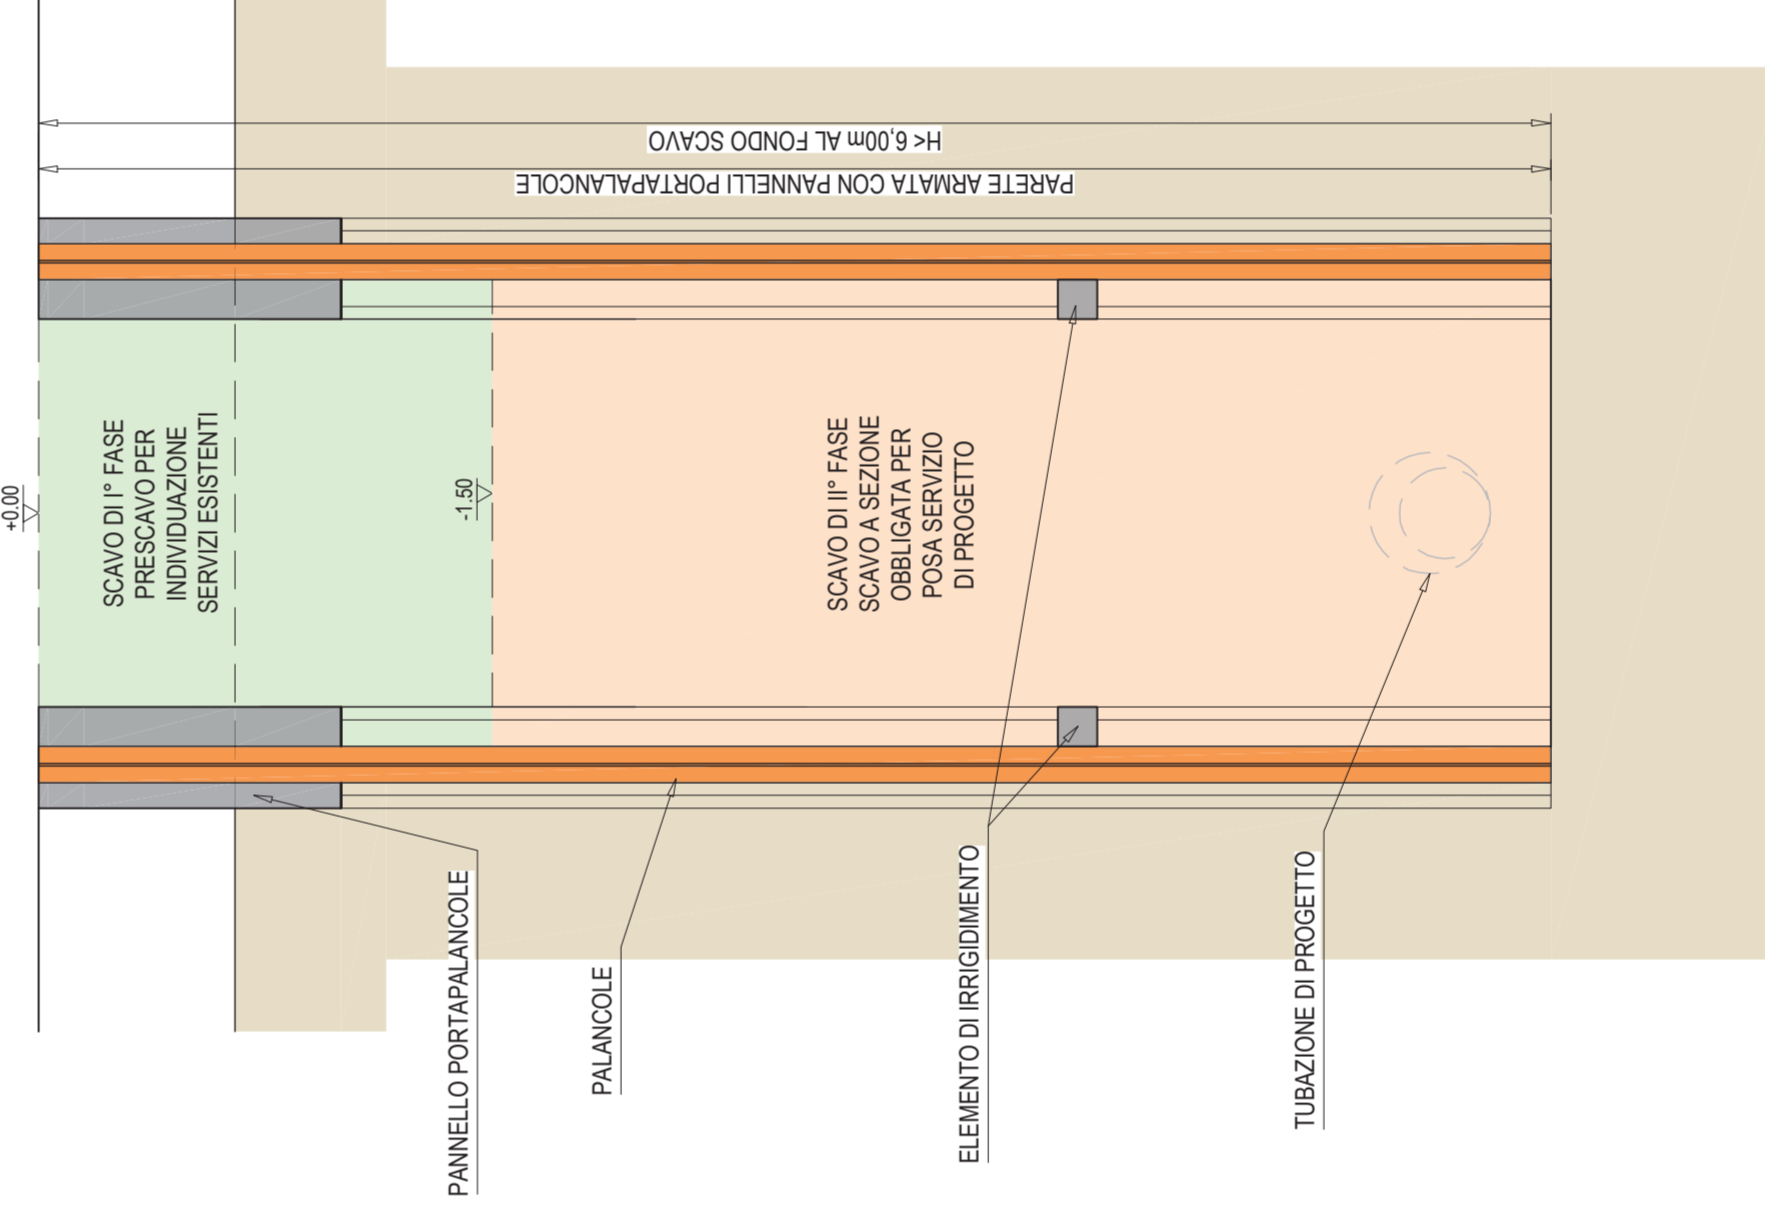 +0.00
SCAVO DI I° FASE
PRESCAVO PER
INDIVIDUAZIONE
SERVIZI ESISTENTI
-1.50
SCAVO DI II° FASE
SCAVO A SEZIONE
OBBLIGATA PER
POSA SERVIZIO
DI PROGETTO
PANNELLO PORTAPALANCOLE
PALANCOLE
ELEMENTO DI IRRIGIDIMENTO
TUBAZIONE DI PROGETTO
PARETE ARMATA CON PANNELLI PORTAPALANCOLE
H< 6,00m AL FONDO SCAVO